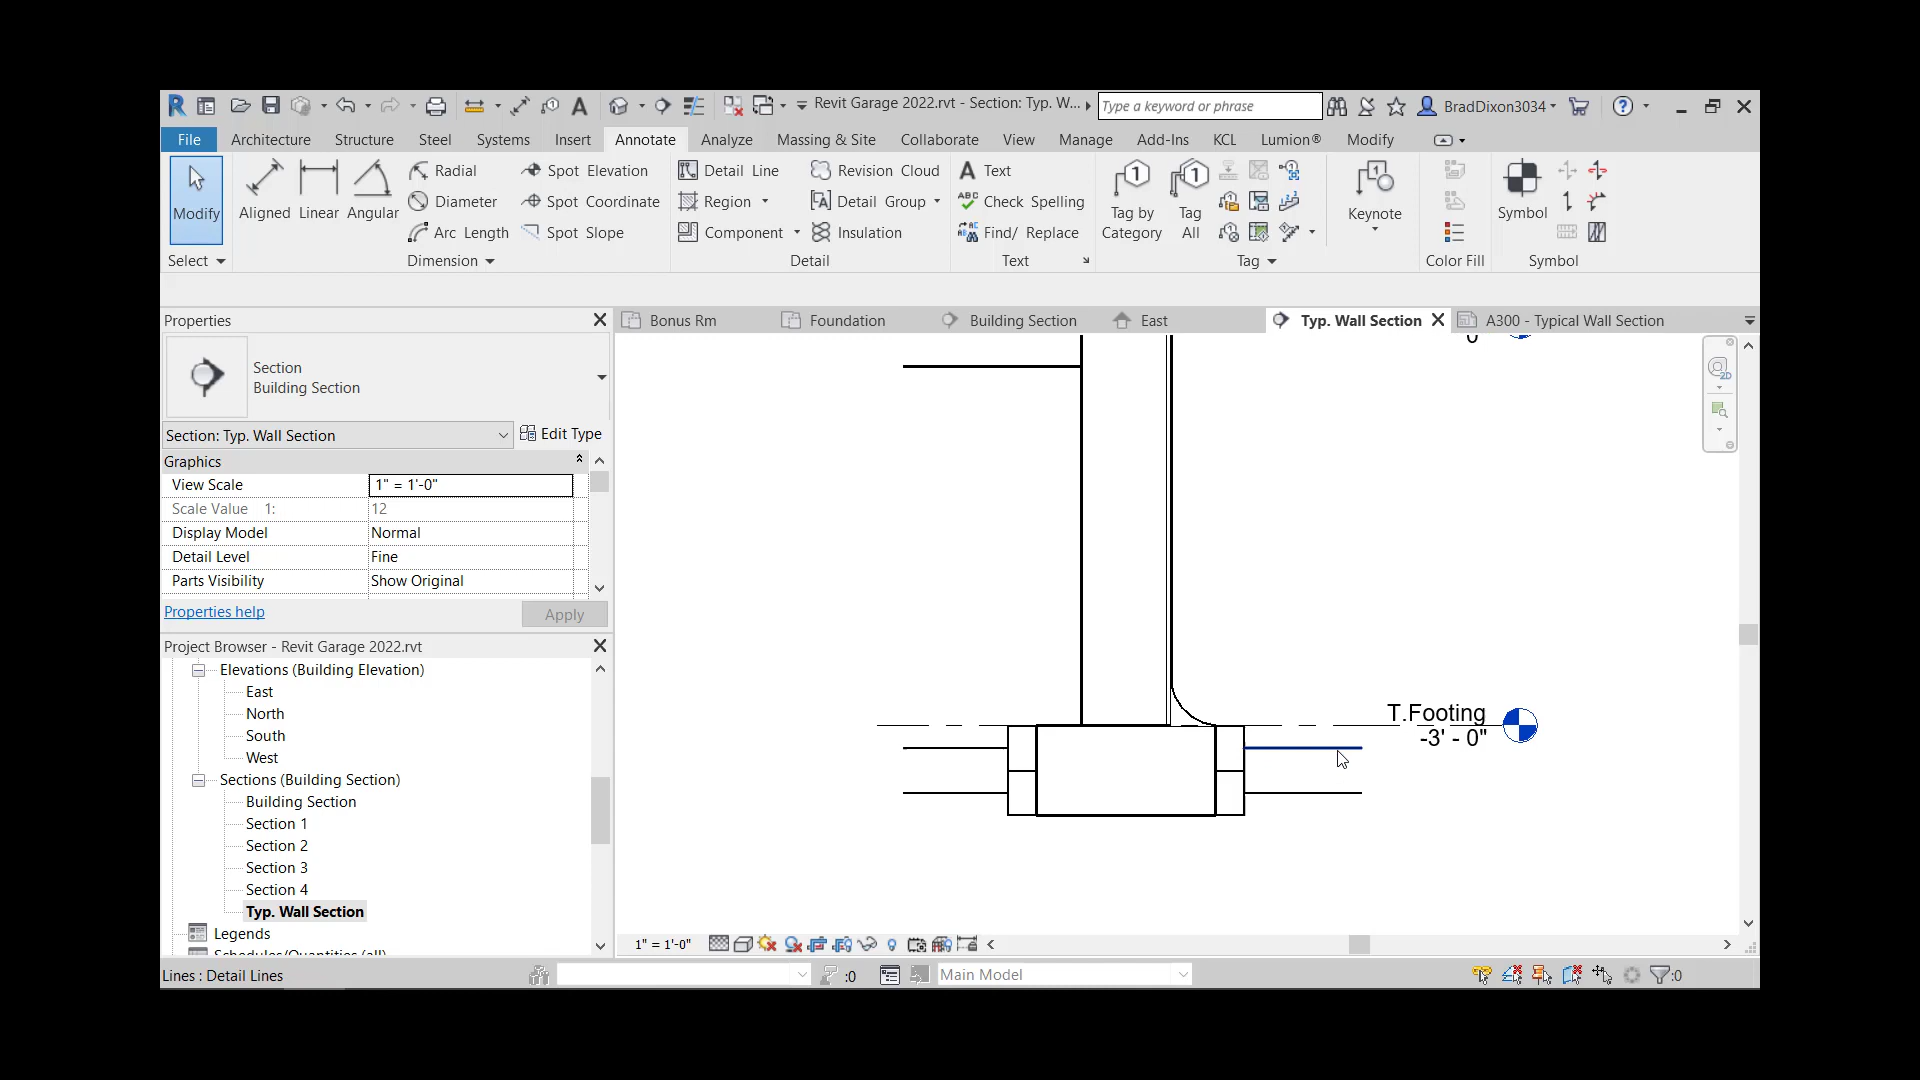 Revit Garage 2022.rvt - Section: Typ. W...
Type a keyword or phrase
BradDixon3034
File Architecture Structure Steel Systems Insert Annotate Analyze Massing & Site Collaborate View Manage Add-Ins KCL Lumion® Modify
Modify
Select
Aligned
Linear
Angular
Radial
Diameter
Arc Length
Spot Elevation
Spot Coordinate
Spot Slope
Dimension
Detail Line
Region
Component
Revision Cloud
Detail Group
Insulation
Detail
A Text
ABC Check Spelling
Find/ Replace
Text
Tag by
Category
Tag
All
Tag
Keynote
Color Fill
Symbol
Symbol
Properties
Bonus Rm
Foundation
Building Section
East
Typ. Wall Section
A300 - Typical Wall Section
Section
Building Section
Section: Typ. Wall Section
Edit Type
Graphics
View Scale 1" = 1'-0"
Scale Value 1: 12
Display Model Normal
Detail Level Fine
Parts Visibility Show Original
Properties help
Apply
Project Browser - Revit Garage 2022.rvt
Elevations (Building Elevation)
East
North
South
West
Sections (Building Section)
Building Section
Section 1
Section 2
Section 3
Section 4
Typ. Wall Section
Legends
Schedules/Quantities (all)
T.Footing
-3' - 0"
2D
1" = 1'-0"
Lines : Detail Lines
:0
Main Model
:0